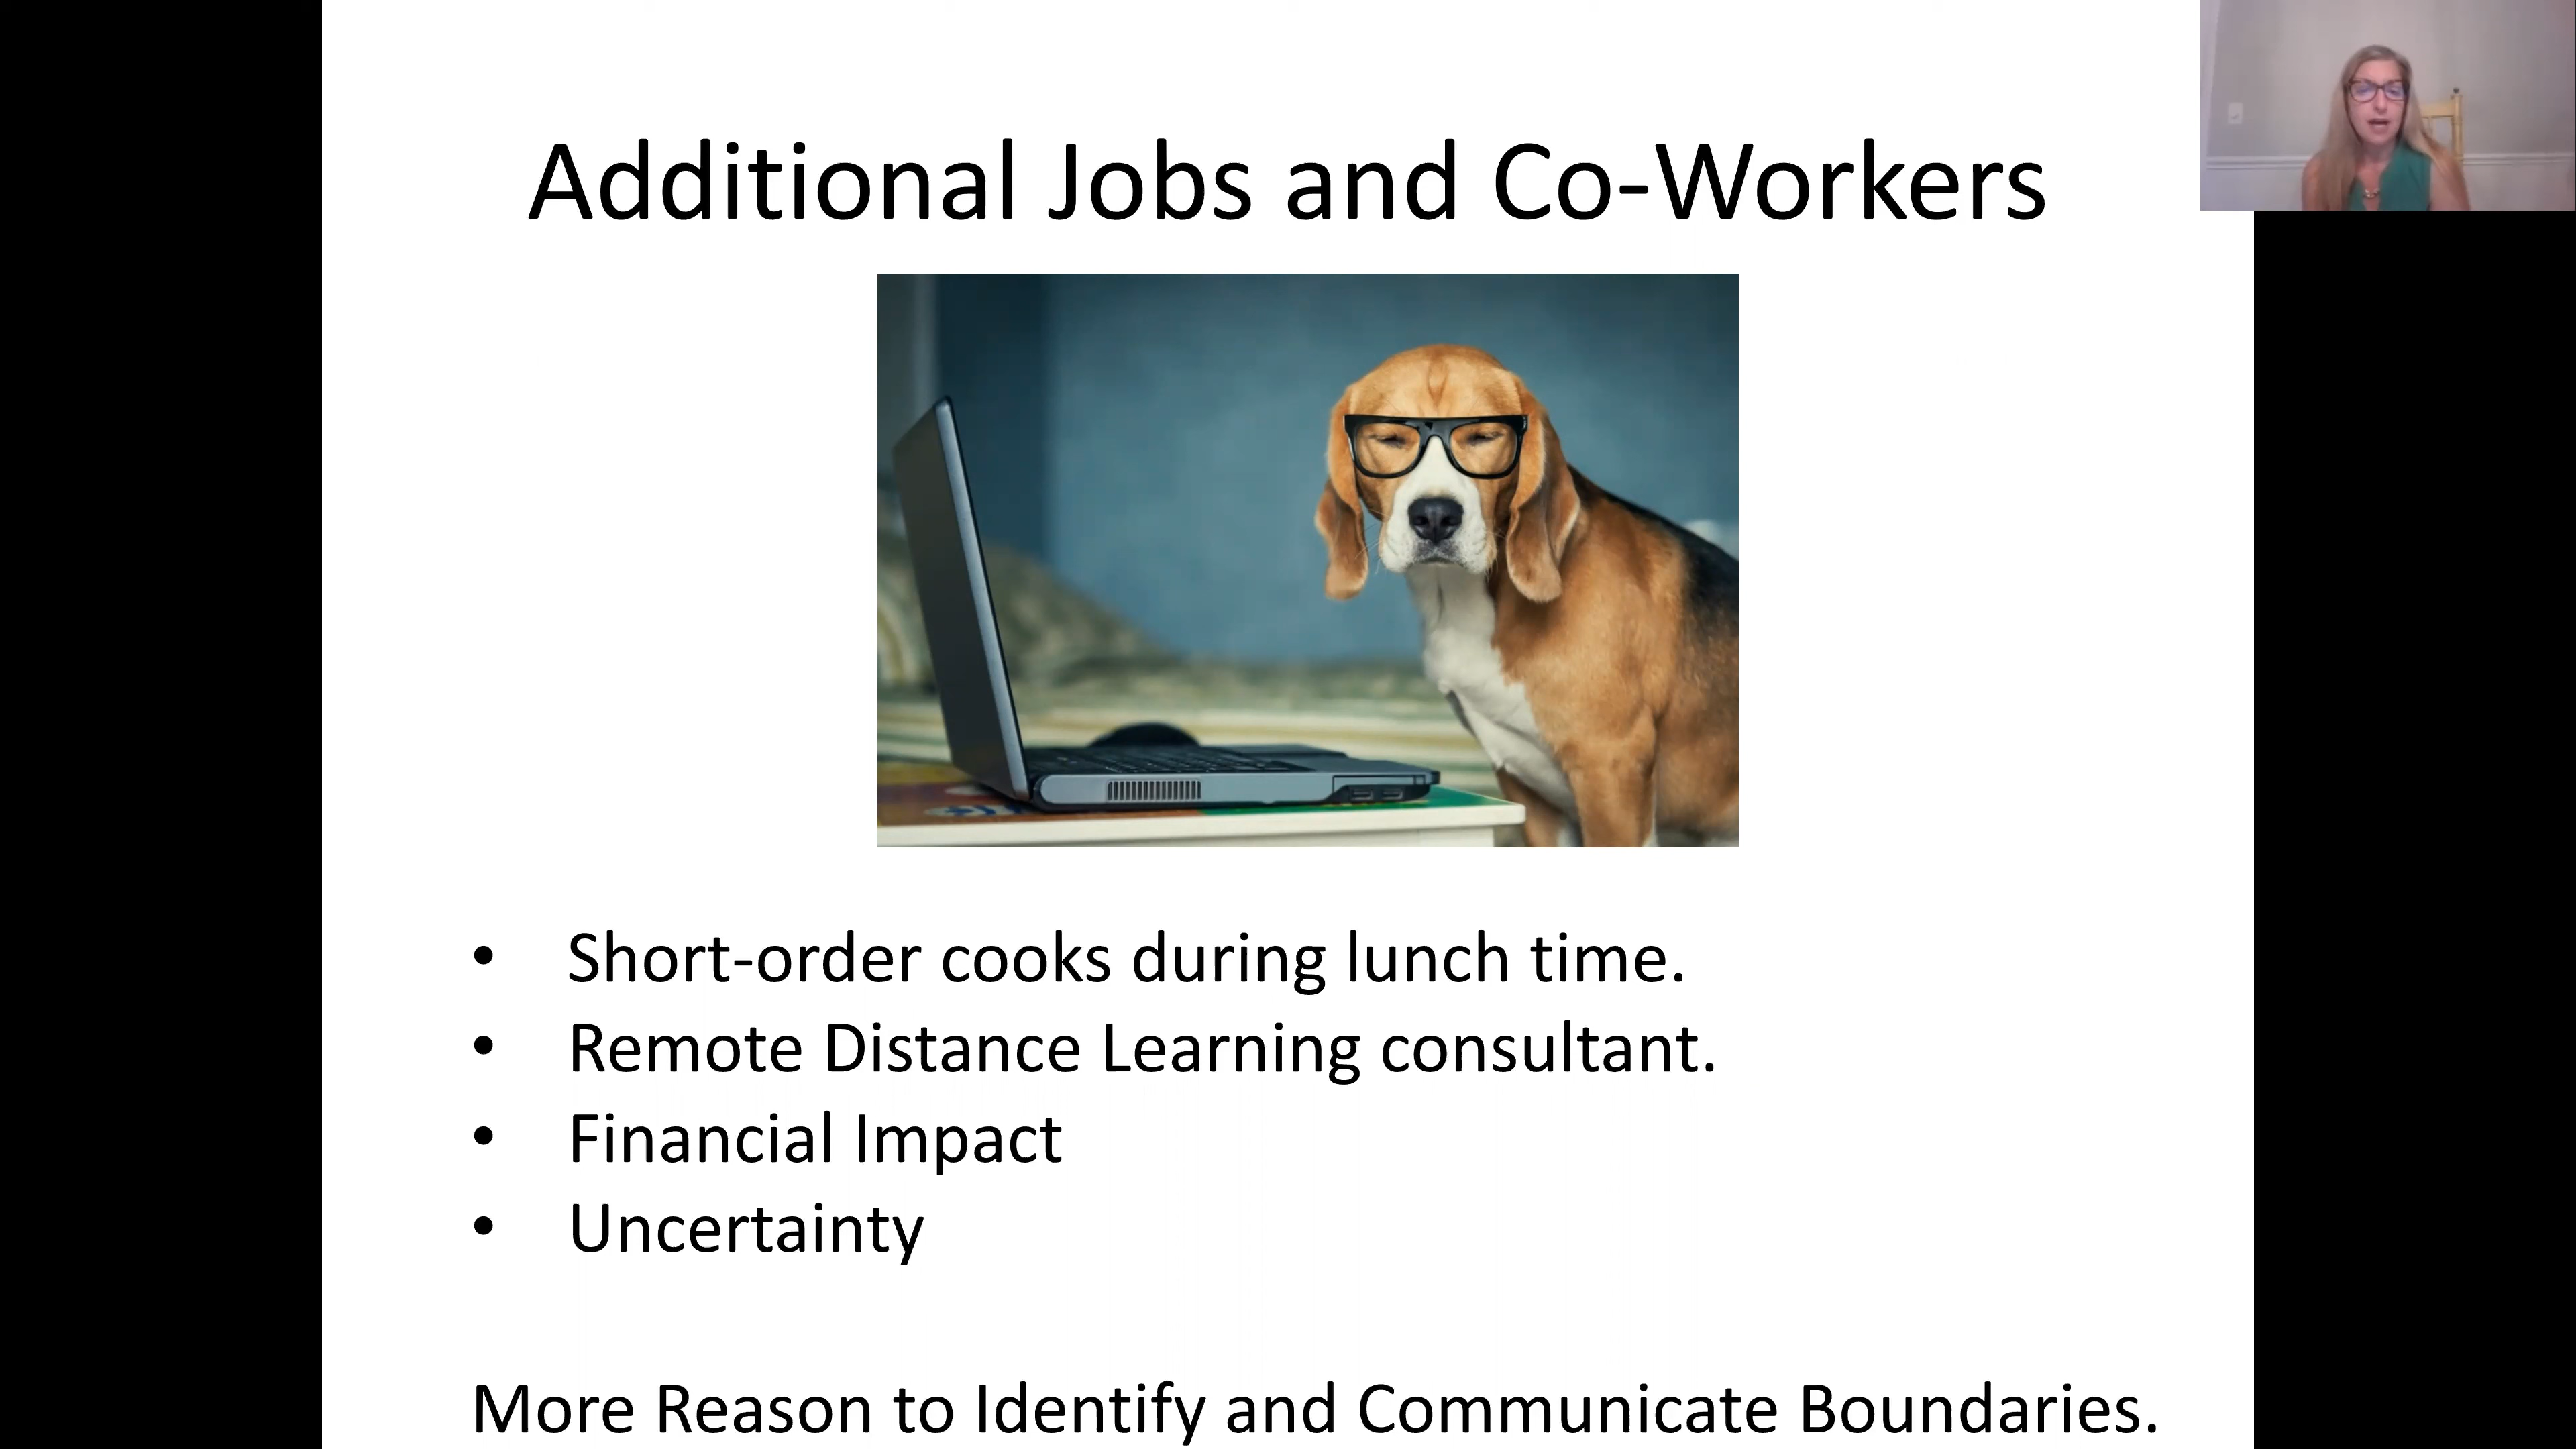 Additional Jobs and Co-Workers
• Short-order cooks during lunch time.
• Remote Distance Learning consultant.
• Financial Impact
• Uncertainty
More Reason to Identify and Communicate Boundaries.